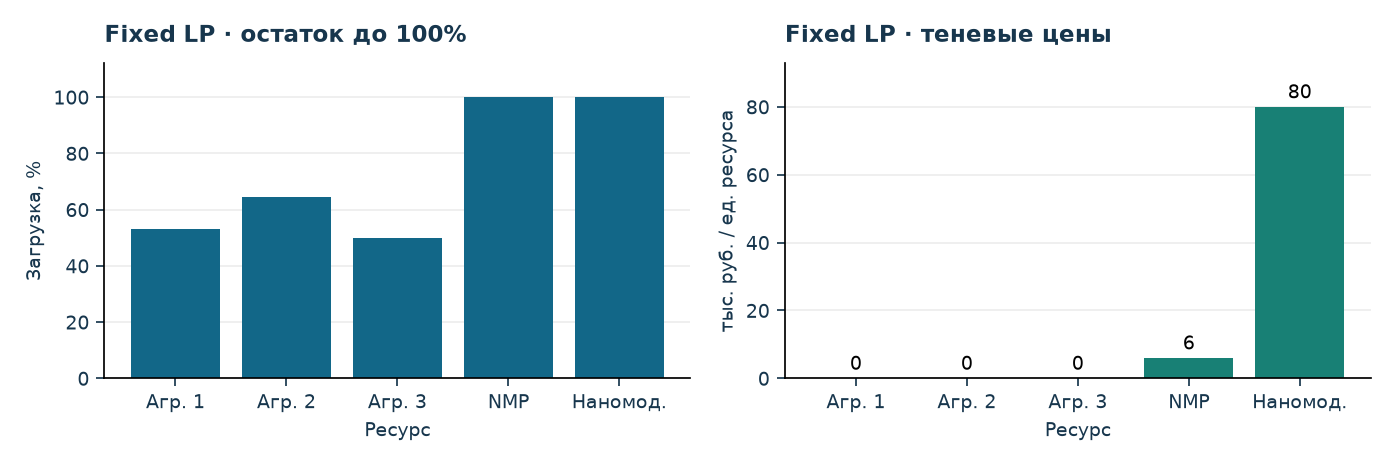 Fixed LP · остаток до 100%
Загрузка, %
100
80
60
40
20
0
Агр. 1
Агр. 2
Агр. 3
NMP
Наномод.
Ресурс
Fixed LP · теневые цены
тыс. руб. / ед. ресурса
80
60
40
20
0
0
0
0
6
80
Агр. 1
Агр. 2
Агр. 3
NMP
Наномод.
Ресурс